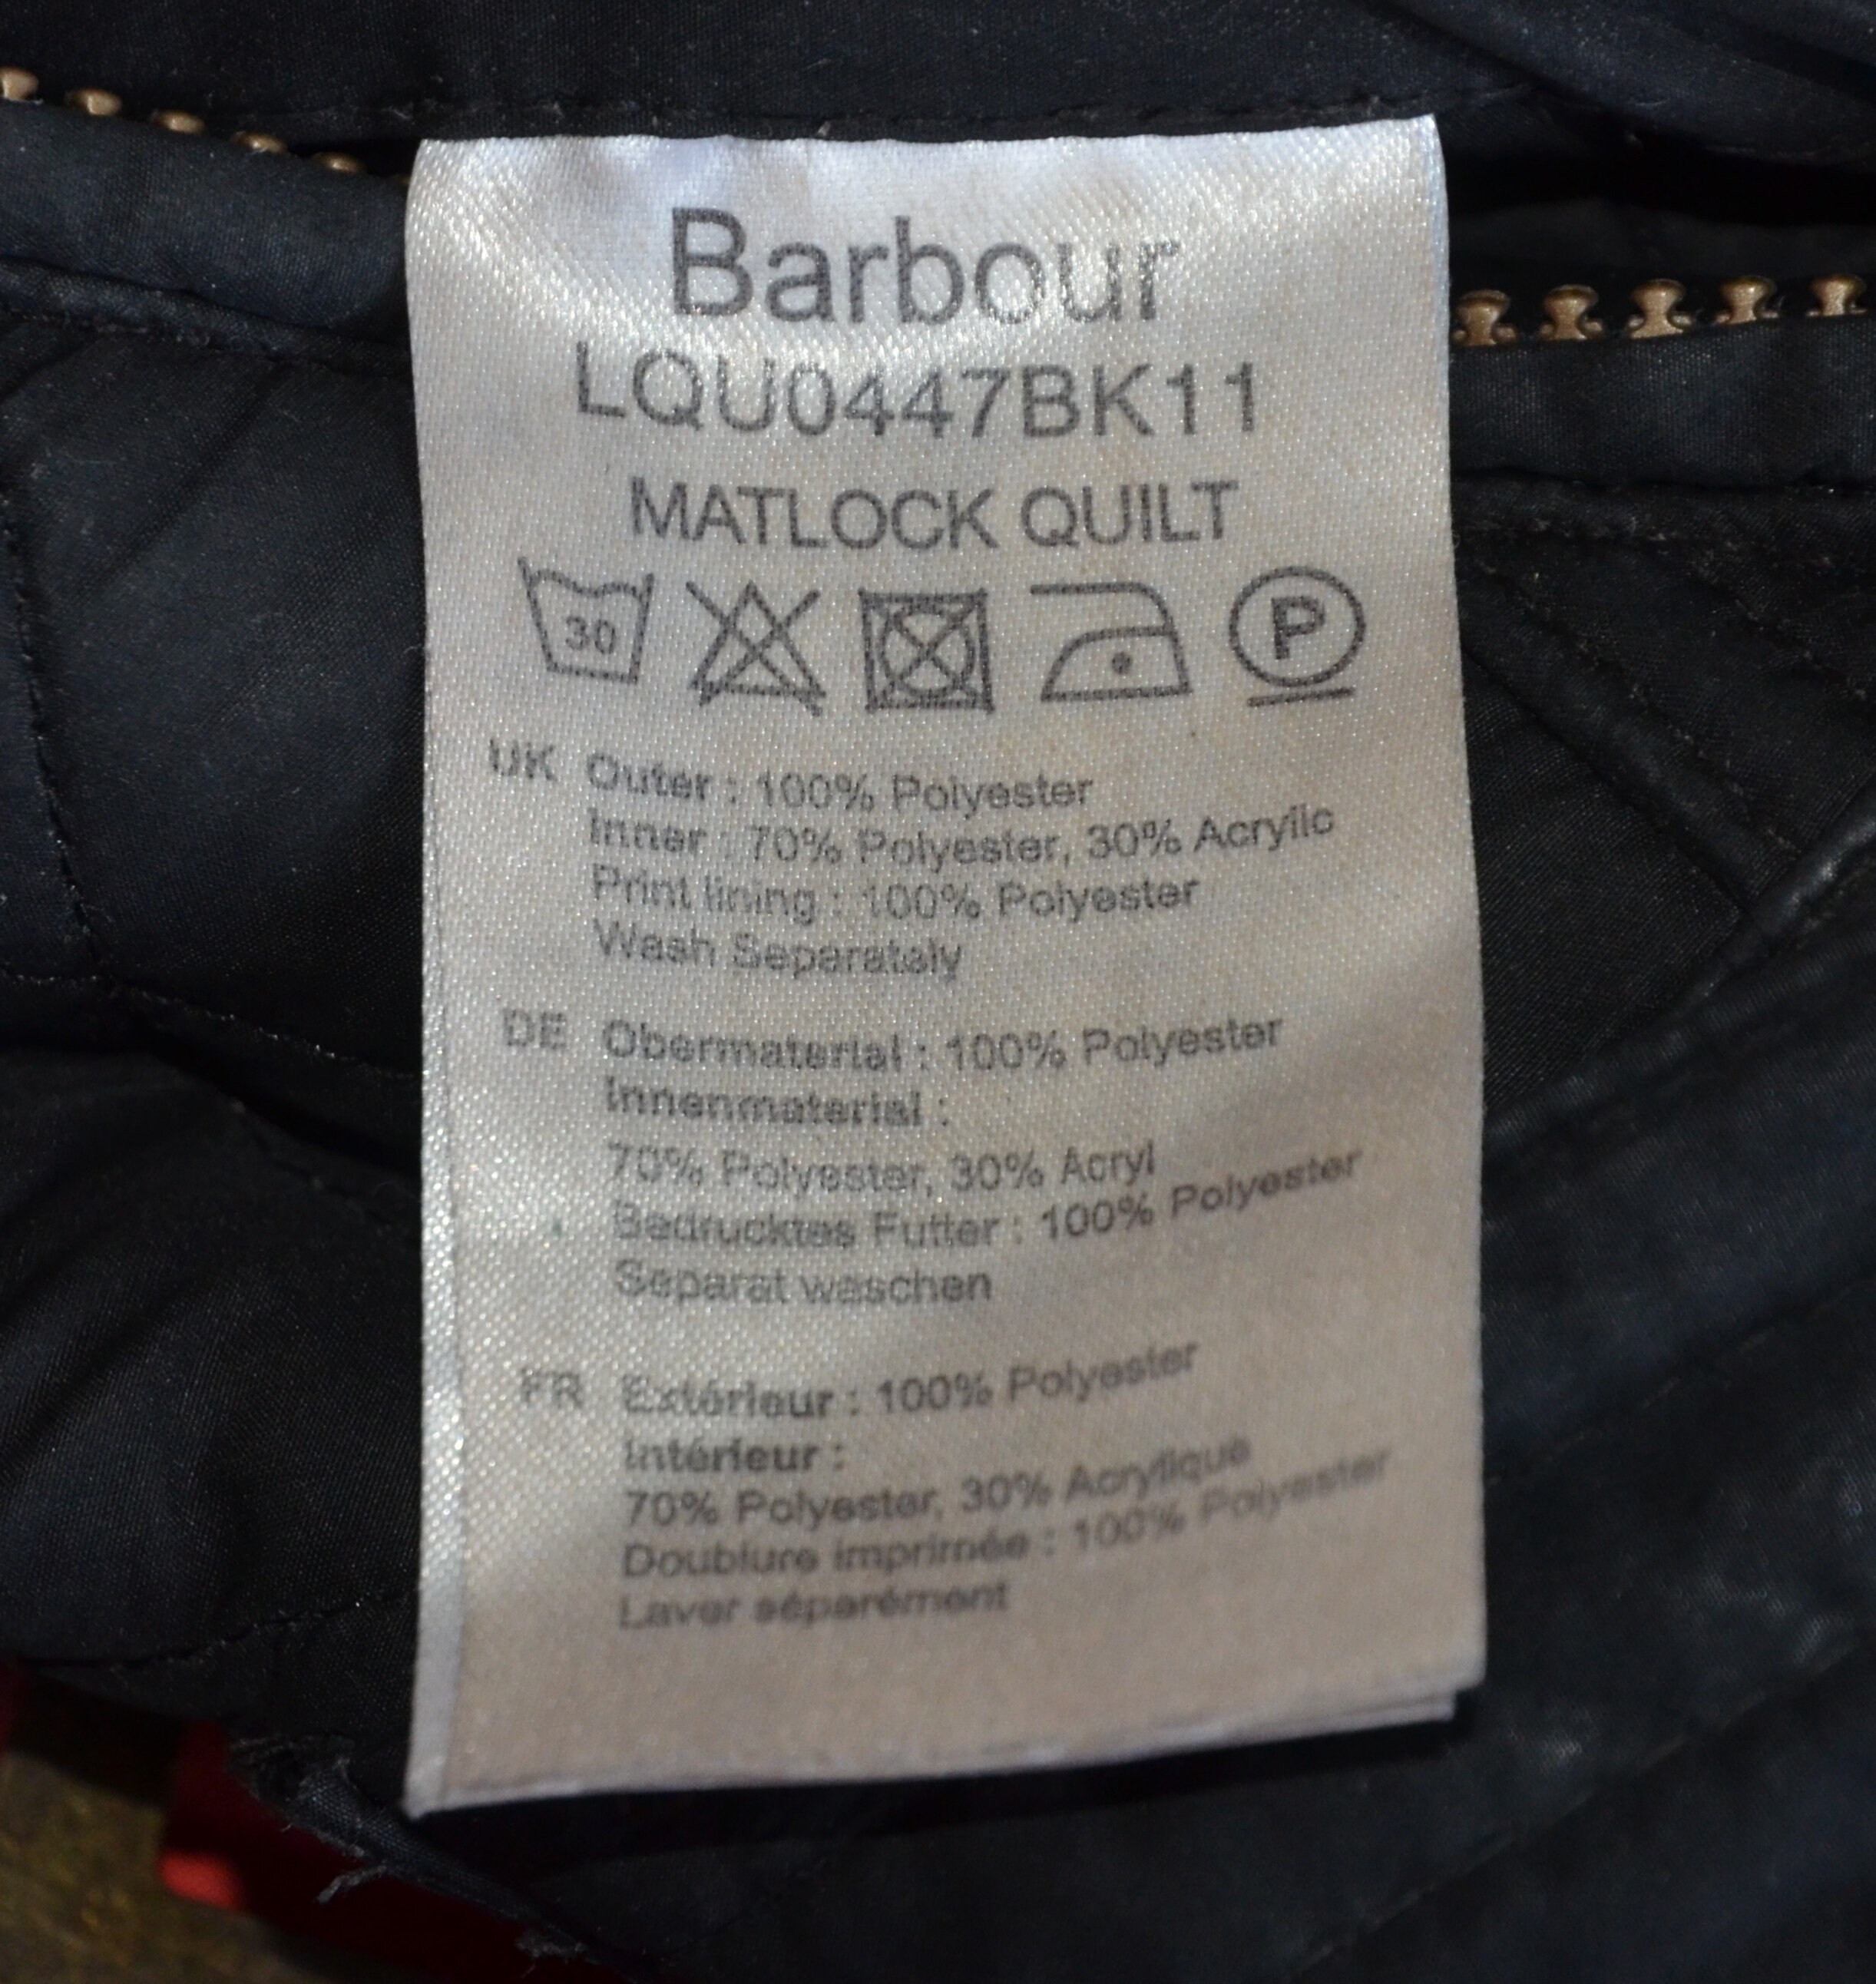 Barbour
LQU0447BK11
MATLOCK QUILT
30 P
UK Outer : 100% Polyester
Inner : 70% Polyester, 30% Acrylic
Print lining : 100% Polyester
Wash Separately
DE Obermaterial : 100% Polyester
Innenmaterial :
70% Polyester, 30% Acryl
Bedrucktes Futter : 100% Polyester
Separat waschen
FR Extérieur : 100% Polyester
Intérieur :
70% Polyester, 30% Acrylique
Doublure imprimée : 100% Polyester
Laver séparément